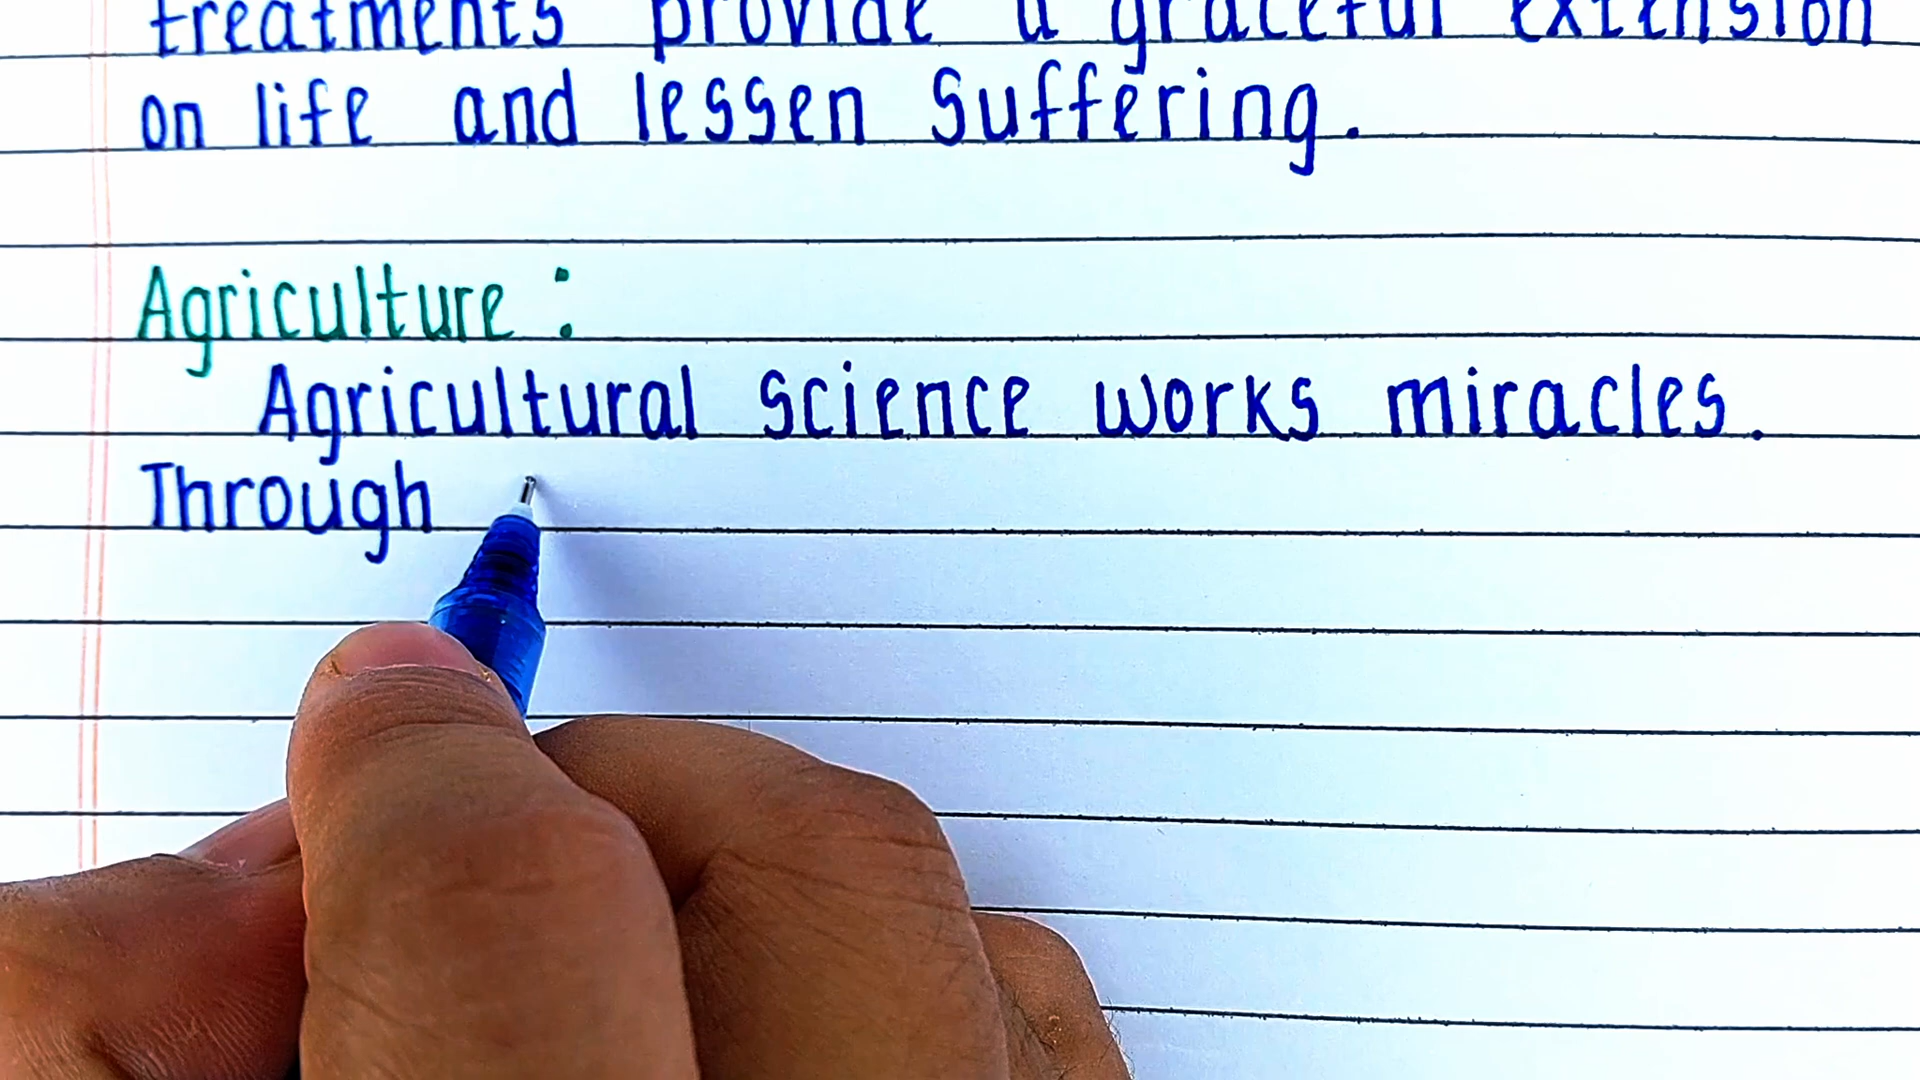 treatments provide a graceful extension
on life and lessen suffering.
Agriculture :
Agricultural science works miracles.
Through